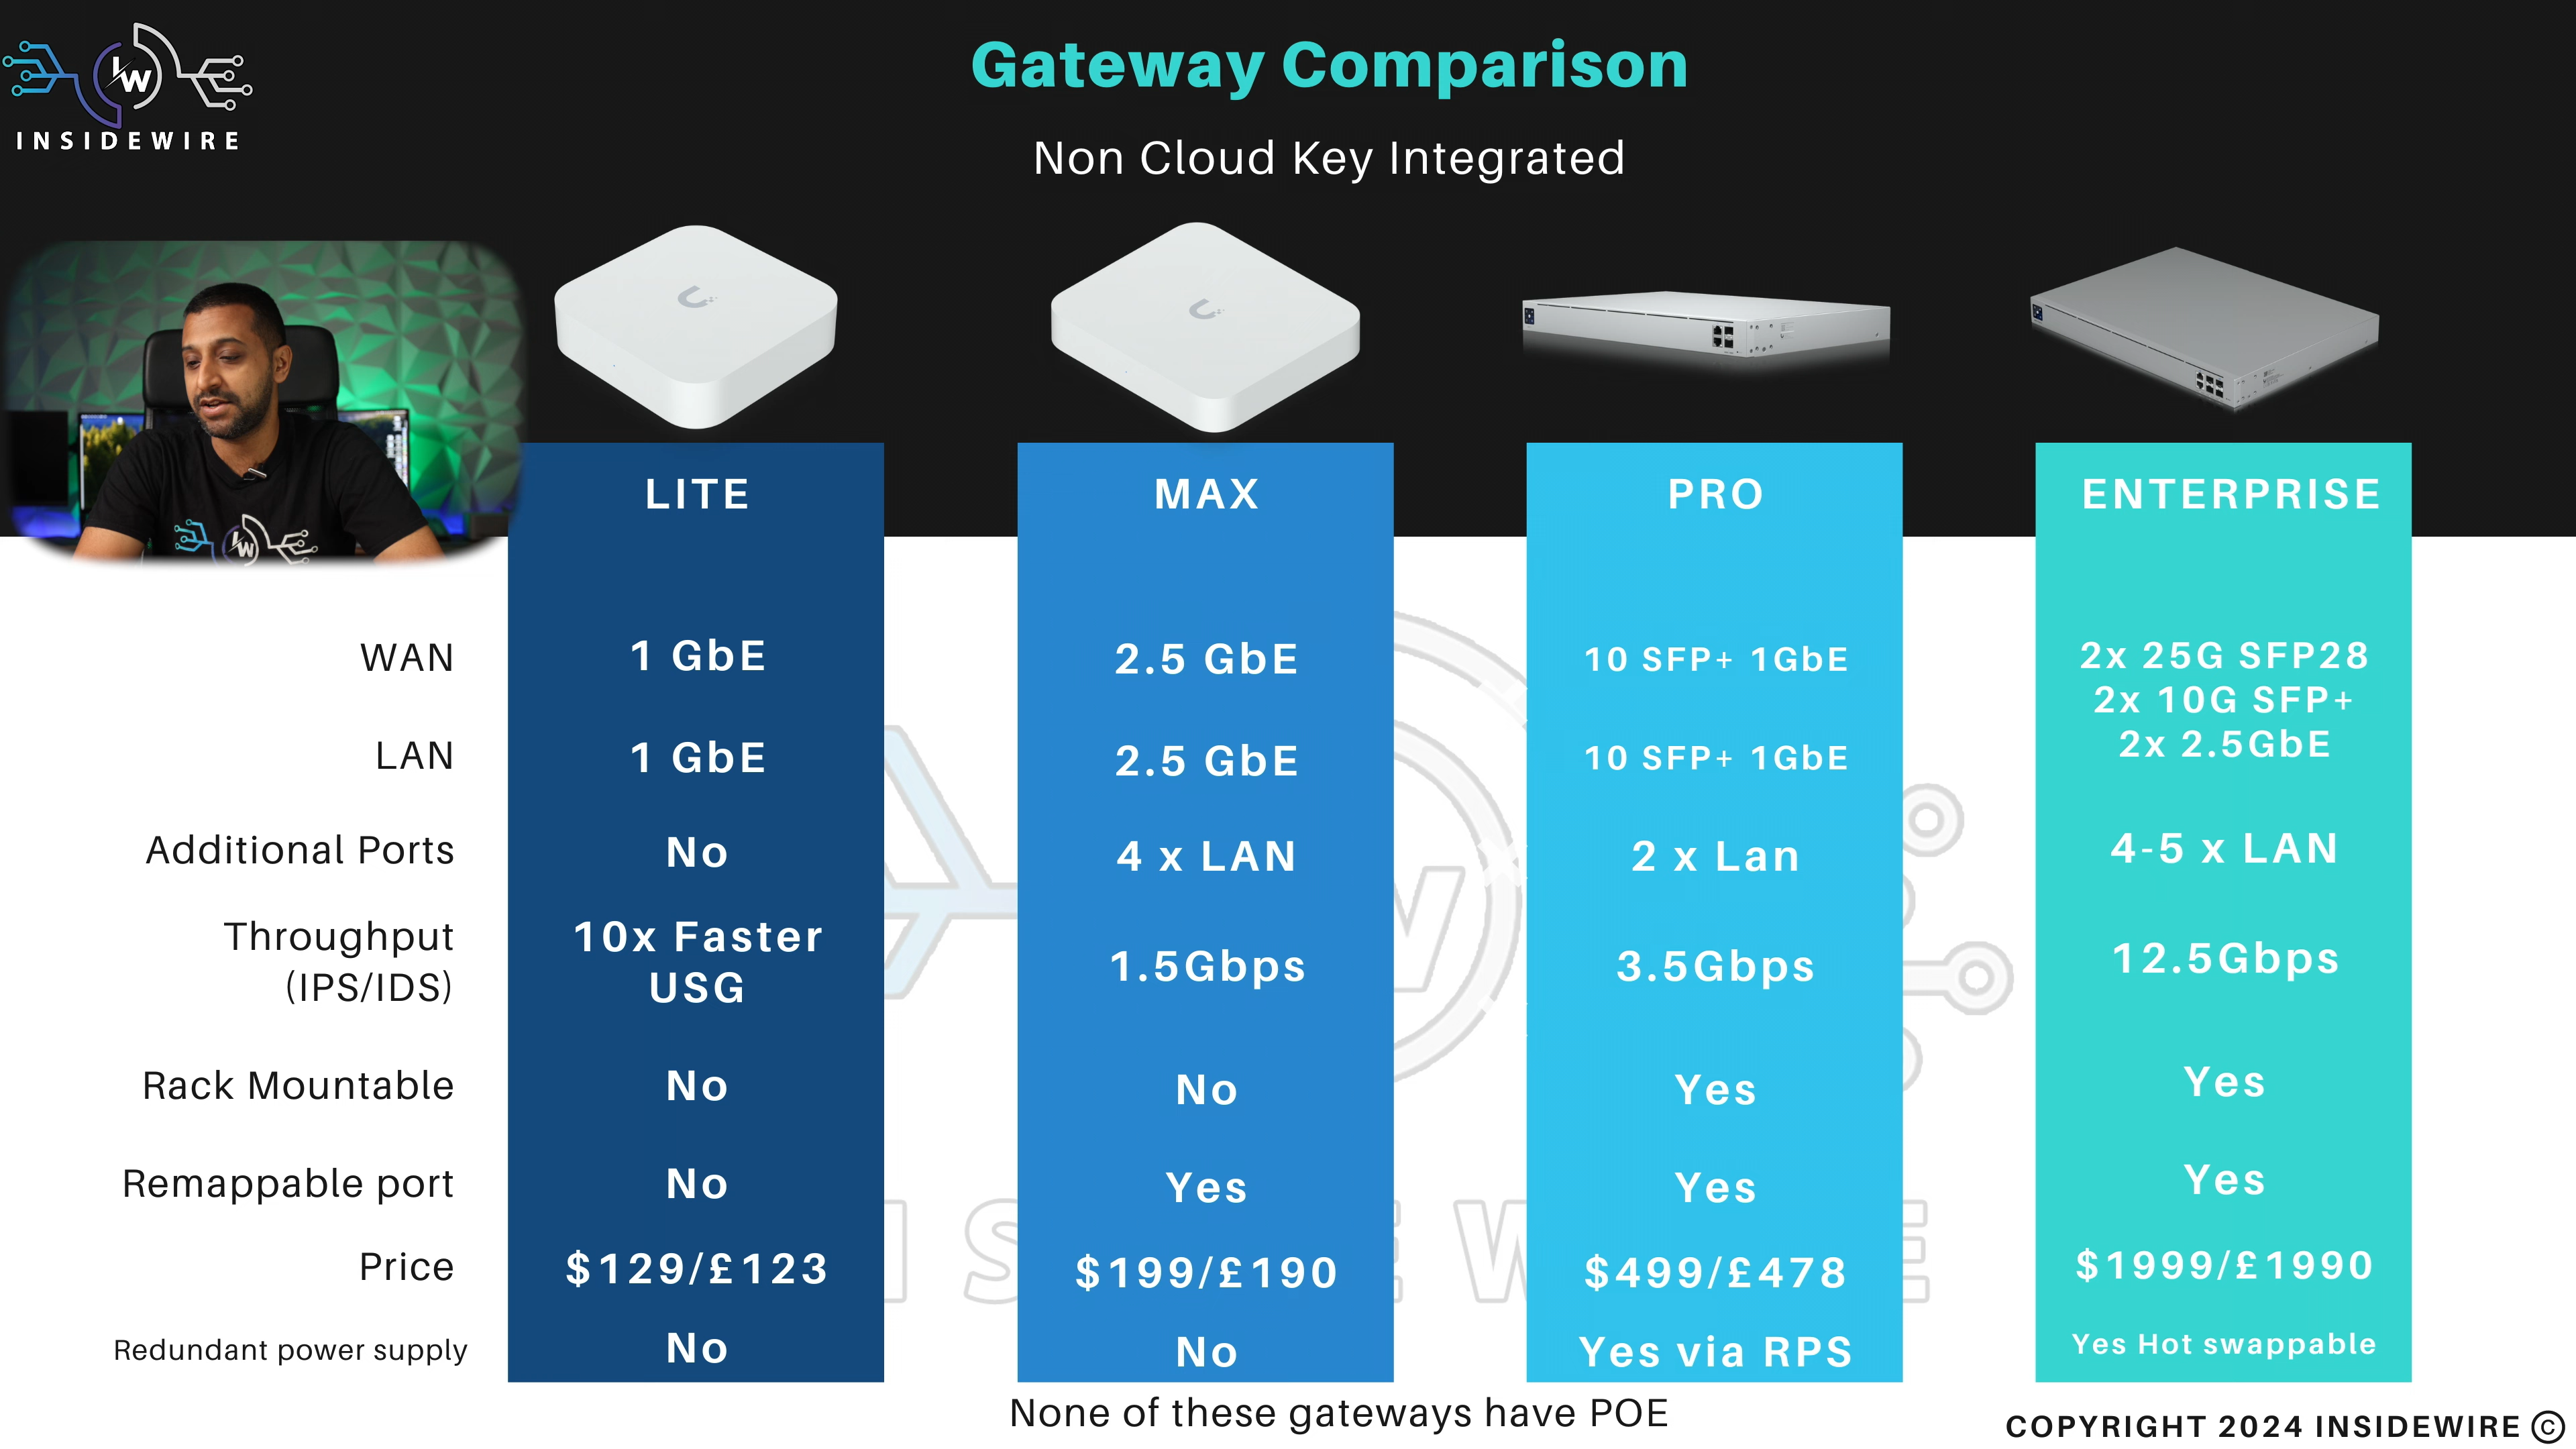 INSIDEWIRE
Gateway Comparison
Non Cloud Key Integrated
LITE
MAX
PRO
ENTERPRISE
WAN
1 GbE
2.5 GbE
10 SFP+ 1GbE
2x 25G SFP28
2x 10G SFP+
2x 2.5GbE
LAN
1 GbE
2.5 GbE
10 SFP+ 1GbE
Additional Ports
No
4 x LAN
2 x Lan
4-5 x LAN
Throughput
(IPS/IDS)
10x Faster
USG
1.5Gbps
3.5Gbps
12.5Gbps
Rack Mountable
No
No
Yes
Yes
Remappable port
No
Yes
Yes
Yes
Price
$129/£123
$199/£190
$499/£478
$1999/£1990
Redundant power supply
No
No
Yes via RPS
Yes Hot swappable
None of these gateways have POE
COPYRIGHT 2024 INSIDEWIRE ©